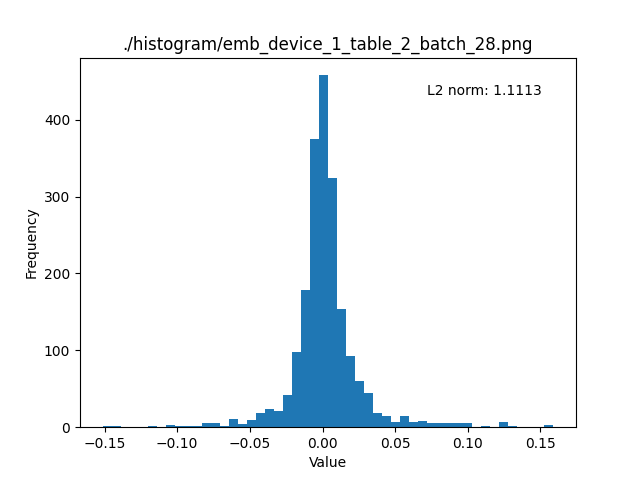 ./histogram/emb_device_1_table_2_batch_28.png
L2 norm: 1.1113
Frequency
400
300
200
100
0
−0.15 −0.10 −0.05 0.00 0.05 0.10 0.15
Value